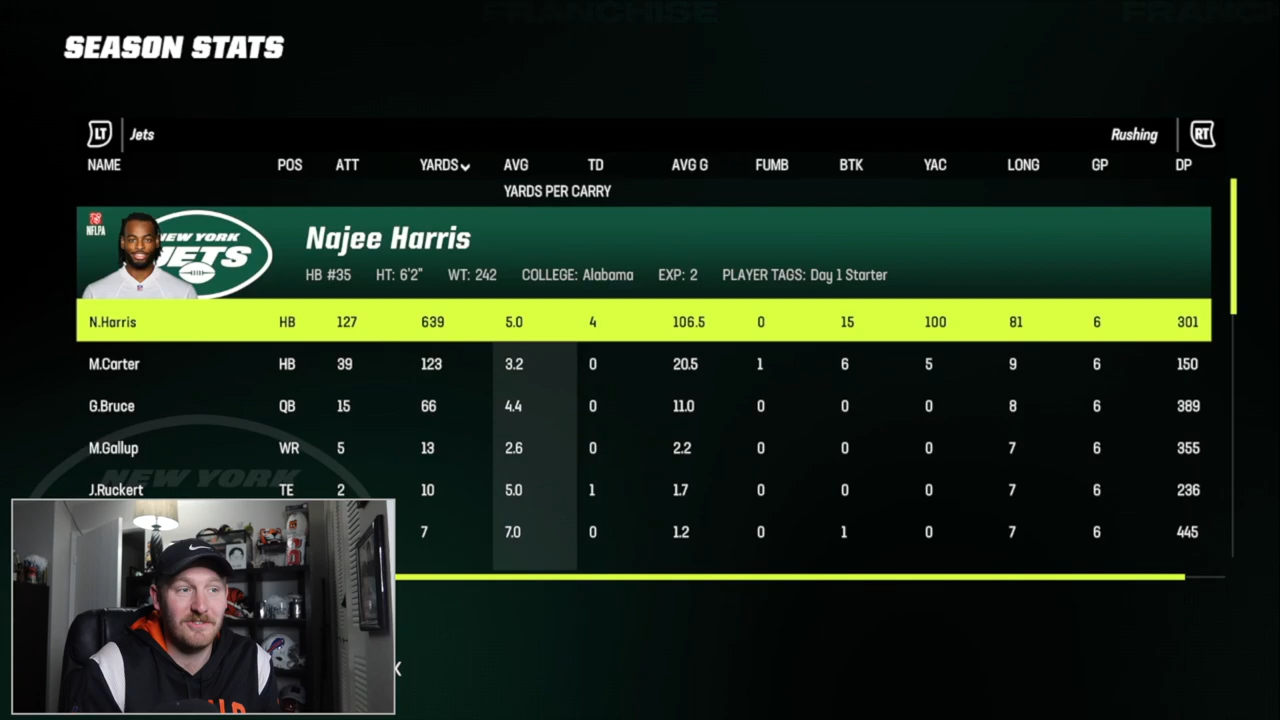 FRANCHISE
SEASON STATS
LT Jets Rushing RT
NAME POS ATT YARDS AVG TD AVG G FUMB BTK YAC LONG GP DP
YARDS PER CARRY
NFLPA
NEW YORK
JETS
Najee Harris
HB #35 HT: 6'2" WT: 242 COLLEGE: Alabama EXP: 2 PLAYER TAGS: Day 1 Starter
N.Harris HB 127 639 5.0 4 106.5 0 15 100 81 6 301
M.Carter HB 39 123 3.2 0 20.5 1 6 5 9 6 150
G.Bruce QB 15 66 4.4 0 11.0 0 0 0 8 6 389
M.Gallup WR 5 13 2.6 0 2.2 0 0 0 7 6 355
NEW YORK
J.Ruckert TE 2 10 5.0 1 1.7 0 0 0 7 6 236
7 7.0 0 1.2 0 1 0 7 6 445